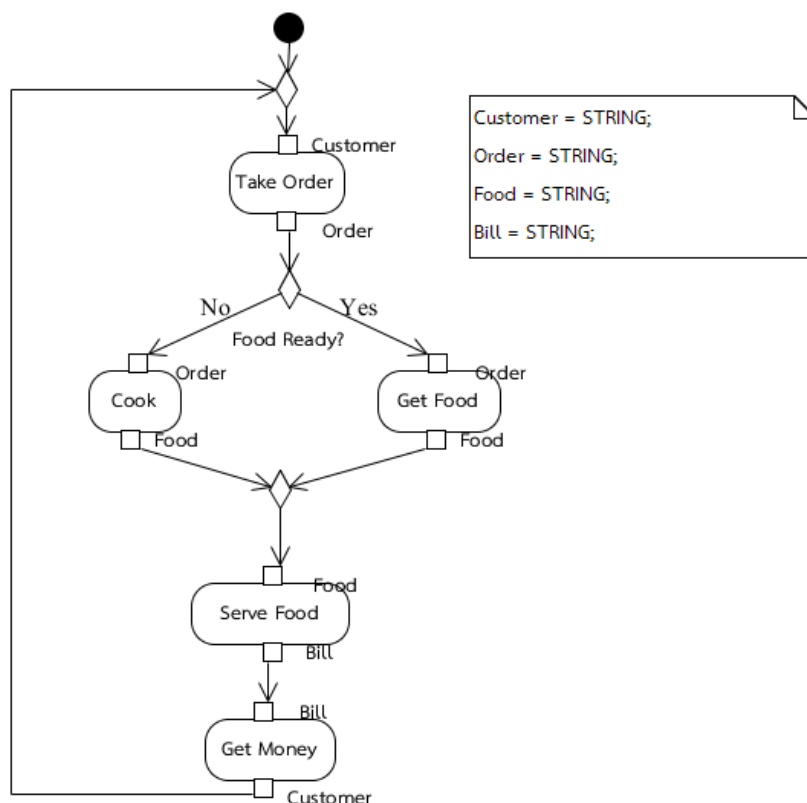 Customer
Take Order
Order
No
Yes
Food Ready?
Order
Order
Cook
Get Food
Food
Food
Food
Serve Food
Bill
Bill
Get Money
Customer
Customer = STRING;
Order = STRING;
Food = STRING;
Bill = STRING;